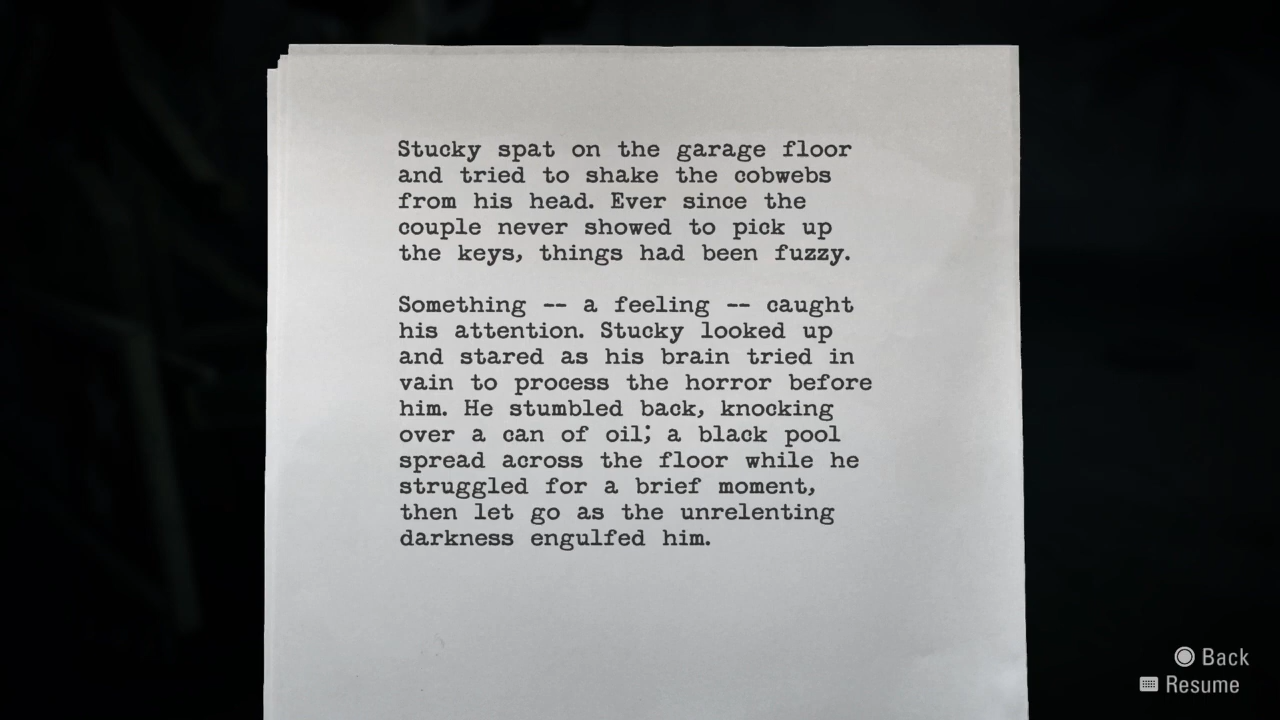 Stucky spat on the garage floor
and tried to shake the cobwebs
from his head. Ever since the
couple never showed to pick up
the keys, things had been fuzzy.
Something -- a feeling -- caught
his attention. Stucky looked up
and stared as his brain tried in
vain to process the horror before
him. He stumbled back, knocking
over a can of oil; a black pool
spread across the floor while he
struggled for a brief moment,
then let go as the unrelenting
darkness engulfed him.
Back
Resume